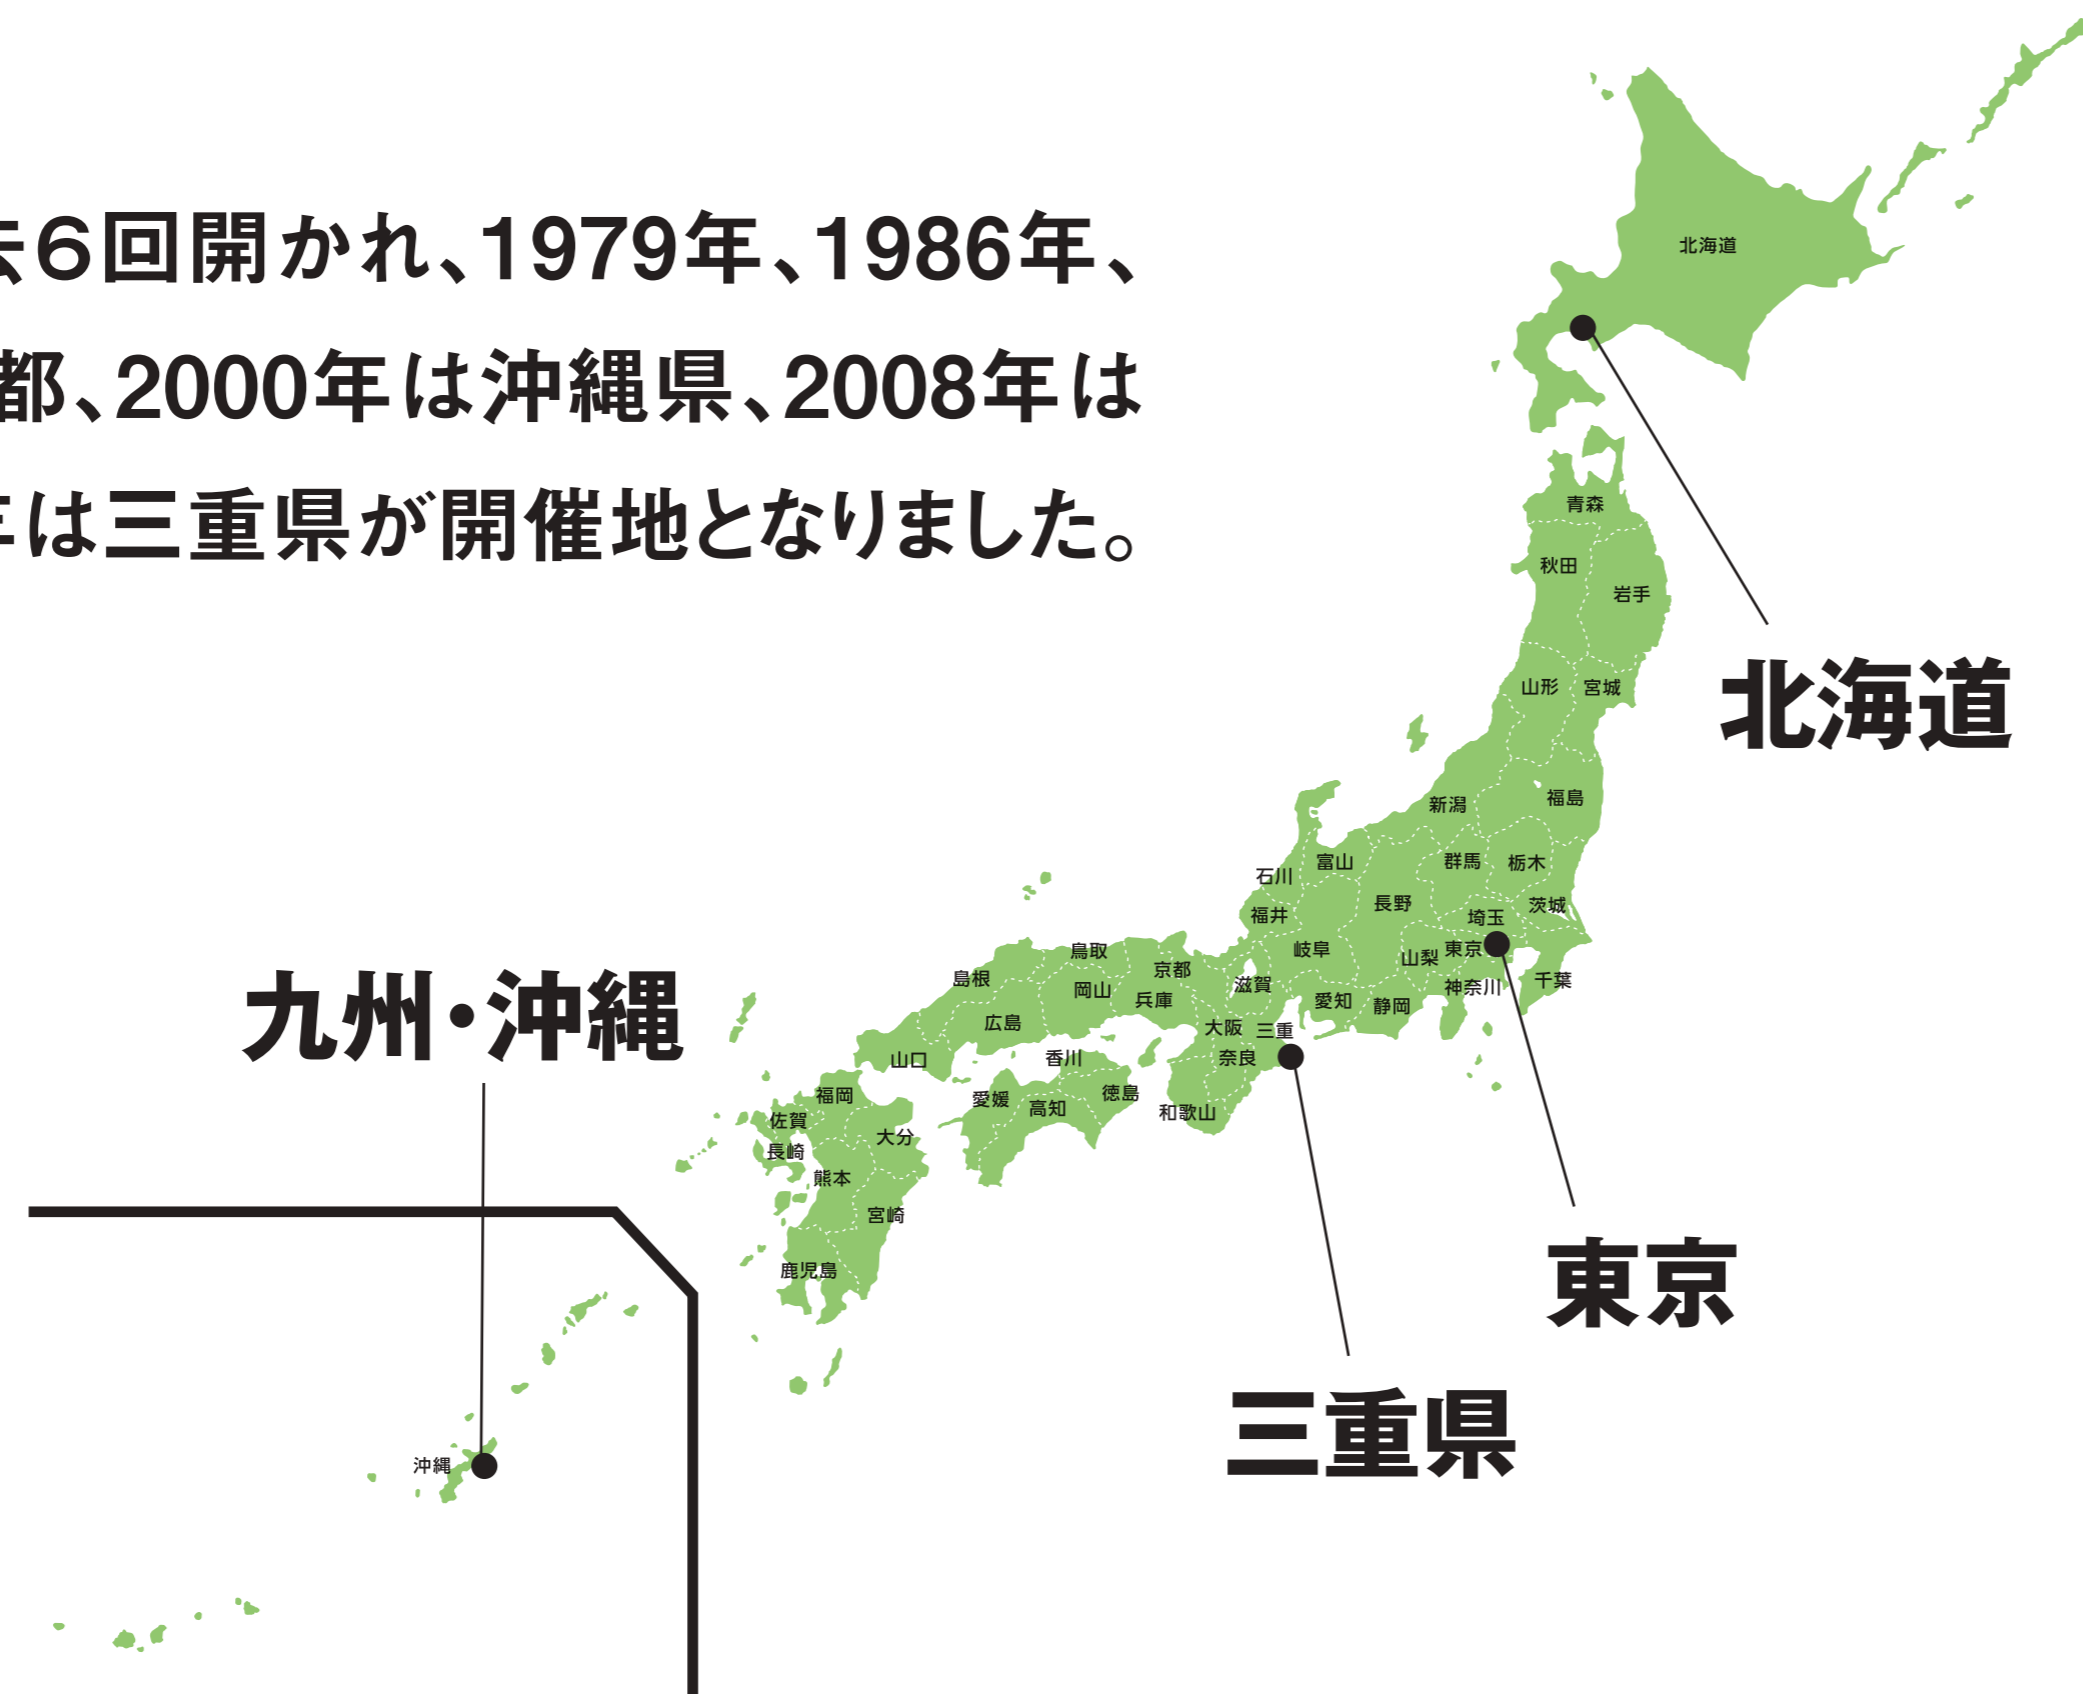 去６回開かれ、1979年、1986年、
都、2000年は沖縄県、2008年は
年は三重県が開催地となりました。
北海道
青森
秋田
岩手
山形
宮城
北海道
新潟
福島
富山
群馬
栃木
石川
長野
茨城
福井
埼玉
岐阜
山梨
東京
千葉
神奈川
鳥取
京都
島根
岡山
兵庫
滋賀
愛知
静岡
広島
大阪
三重
山口
香川
奈良
九州・沖縄
福岡
愛媛
高知
徳島
和歌山
佐賀
大分
長崎
熊本
宮崎
鹿児島
東京
三重県
沖縄